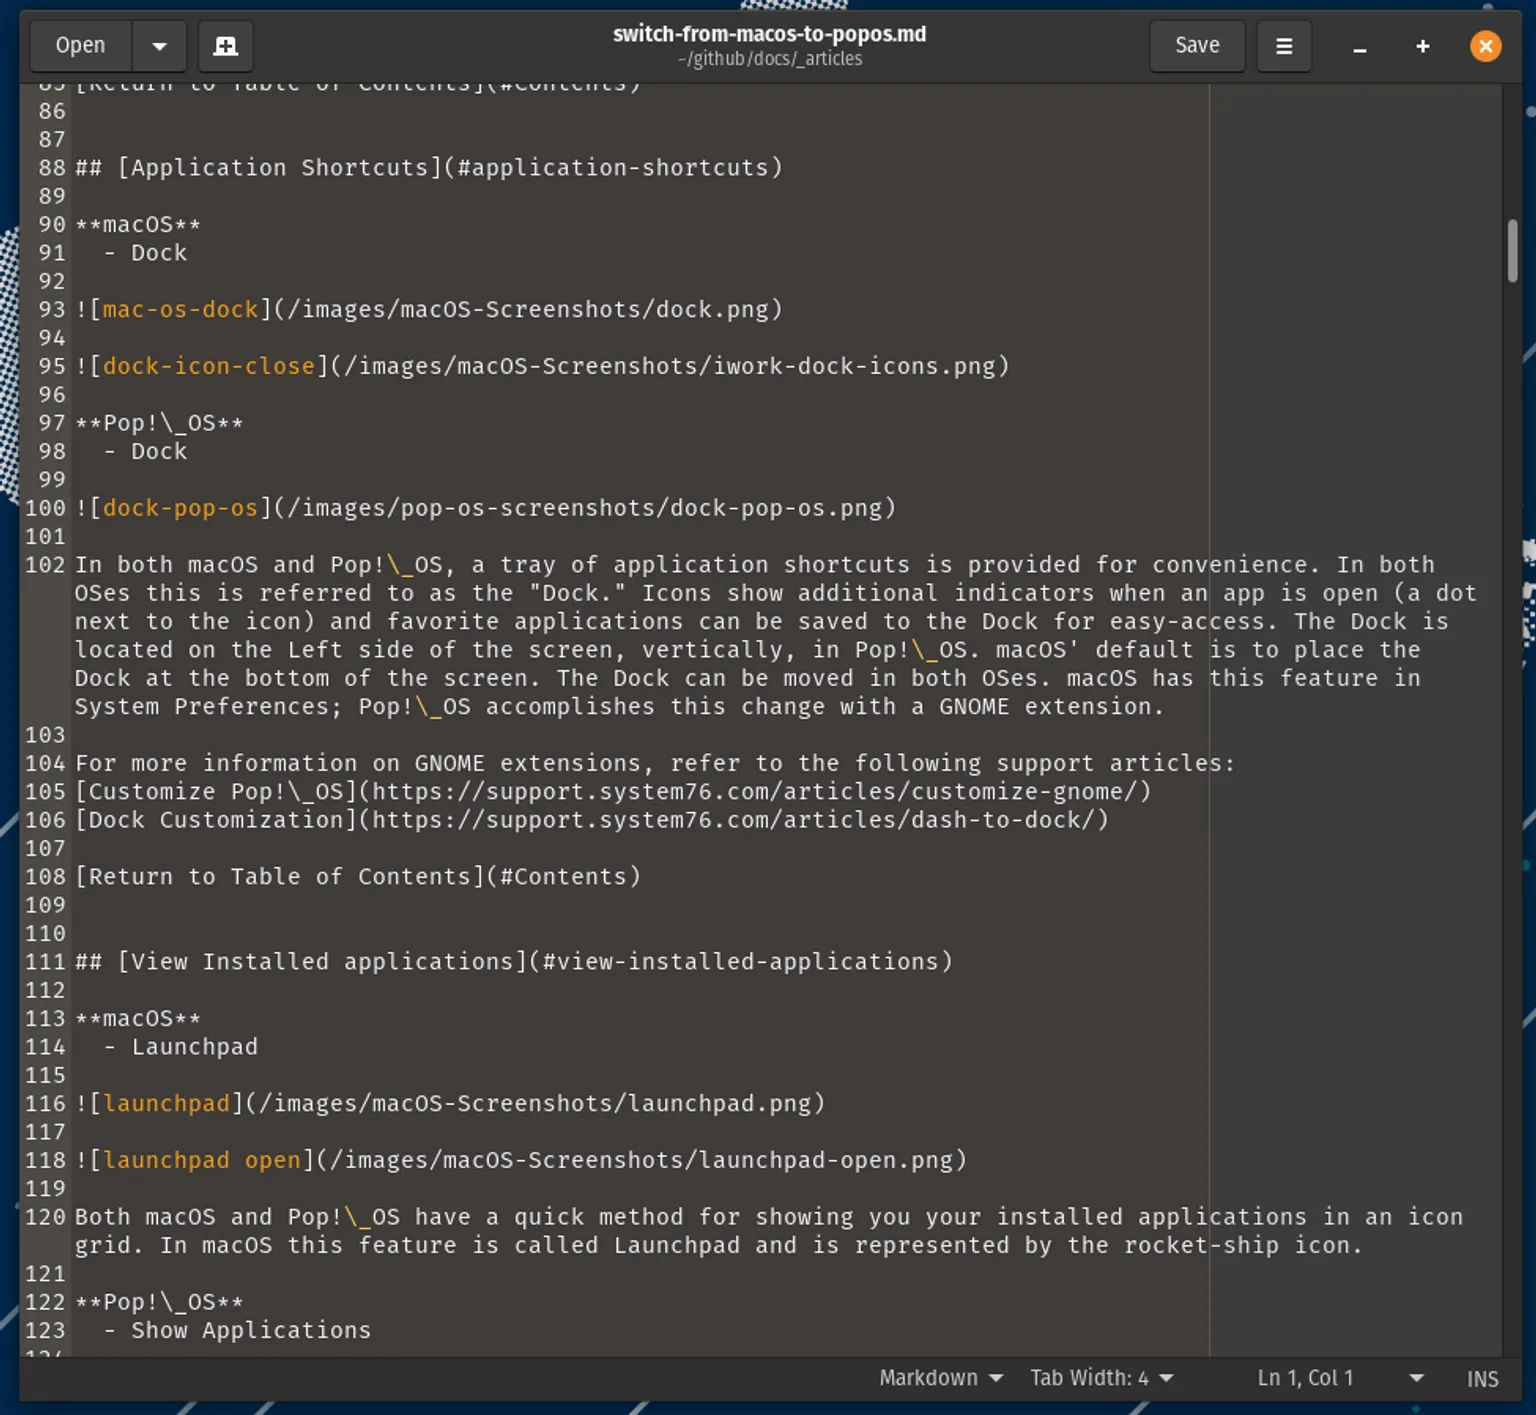 Open
switch-from-macos-to-popos.md
~/github/docs/_articles
Save
85 [Return to Table of Contents](#Contents)
86
87
88 ## [Application Shortcuts](#application-shortcuts)
89
90 **macOS**
91   - Dock
92
93 ![mac-os-dock](/images/macOS-Screenshots/dock.png)
94
95 ![dock-icon-close](/images/macOS-Screenshots/iwork-dock-icons.png)
96
97 **Pop!\_OS**
98   - Dock
99
100 ![dock-pop-os](/images/pop-os-screenshots/dock-pop-os.png)
101
102 In both macOS and Pop!\_OS, a tray of application shortcuts is provided for convenience. In both
OSes this is referred to as the "Dock." Icons show additional indicators when an app is open (a dot
next to the icon) and favorite applications can be saved to the Dock for easy-access. The Dock is
located on the Left side of the screen, vertically, in Pop!\_OS. macOS' default is to place the
Dock at the bottom of the screen. The Dock can be moved in both OSes. macOS has this feature in
System Preferences; Pop!\_OS accomplishes this change with a GNOME extension.
103
104 For more information on GNOME extensions, refer to the following support articles:
105 [Customize Pop!\_OS](https://support.system76.com/articles/customize-gnome/)
106 [Dock Customization](https://support.system76.com/articles/dash-to-dock/)
107
108 [Return to Table of Contents](#Contents)
109
110
111 ## [View Installed applications](#view-installed-applications)
112
113 **macOS**
114   - Launchpad
115
116 ![launchpad](/images/macOS-Screenshots/launchpad.png)
117
118 ![launchpad open](/images/macOS-Screenshots/launchpad-open.png)
119
120 Both macOS and Pop!\_OS have a quick method for showing you your installed applications in an icon
grid. In macOS this feature is called Launchpad and is represented by the rocket-ship icon.
121
122 **Pop!\_OS**
123   - Show Applications
124
Markdown Tab Width: 4 Ln 1, Col 1 INS